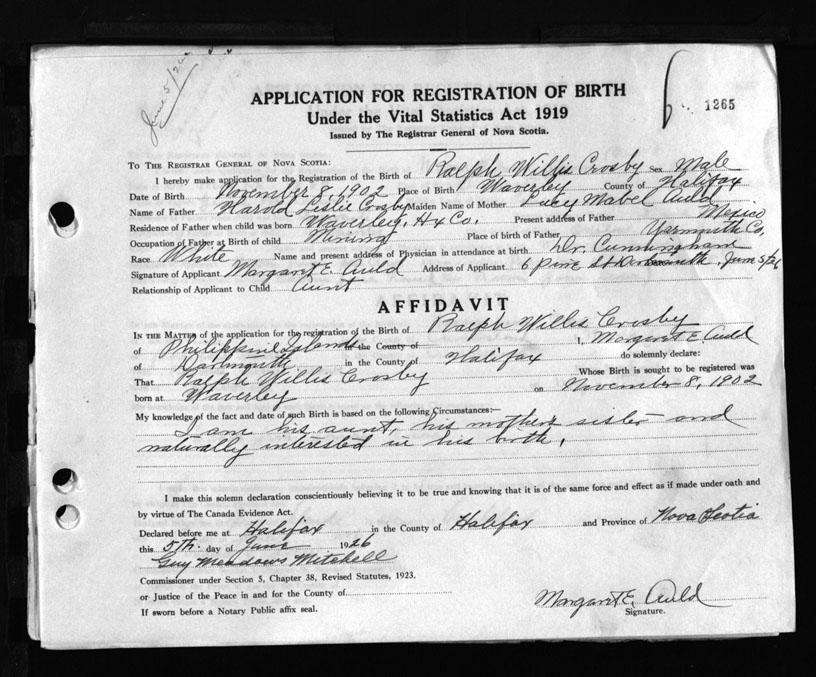 June 5/26
APPLICATION FOR REGISTRATION OF BIRTH
Under the Vital Statistics Act 1919
Issued by The Registrar General of Nova Scotia.
1265
TO THE REGISTRAR GENERAL OF NOVA SCOTIA:
I hereby make application for the Registration of the Birth of Ralph Willis Crosby Sex Male
Date of Birth November 8, 1902 Place of Birth Waverley County of Halifax
Name of Father Harold Leslie Crosby Maiden Name of Mother Lucy Mabel Auld
Residence of Father when child was born Waverley, Hx Co. Present address of Father Mexico
Occupation of Father at Birth of child Mining Place of birth of Father Yarmouth Co.
Race White Name and present address of Physician in attendance at birth Dr. Cunningham
Signature of Applicant Margaret E. Auld Address of Applicant 6 Pine St Dartmouth, June 5/26
Relationship of Applicant to Child Aunt
AFFIDAVIT
IN THE MATTER of the application for the registration of the Birth of Ralph Willis Crosby
of Philippine Islands in the County of I, Margaret E Auld
of Dartmouth in the County of Halifax do solemnly declare:
That Ralph Willis Crosby Whose Birth is sought to be registered was
born at Waverley on November 8, 1902
My knowledge of the fact and date of such Birth is based on the following Circumstances:—
I am his aunt, his mother's sister and
naturally interested in his birth.
I make this solemn declaration conscientiously believing it to be true and knowing that it is of the same force and effect as if made under oath and
by virtue of The Canada Evidence Act.
Declared before me at Halifax in the County of Halifax and Province of Nova Scotia
this 5th. day of June 1926
Guy Meadows Mitchell
Commissioner under Section 5, Chapter 38, Revised Statutes, 1923.
or Justice of the Peace in and for the County of
If sworn before a Notary Public affix seal.
Margaret E. Auld
Signature.